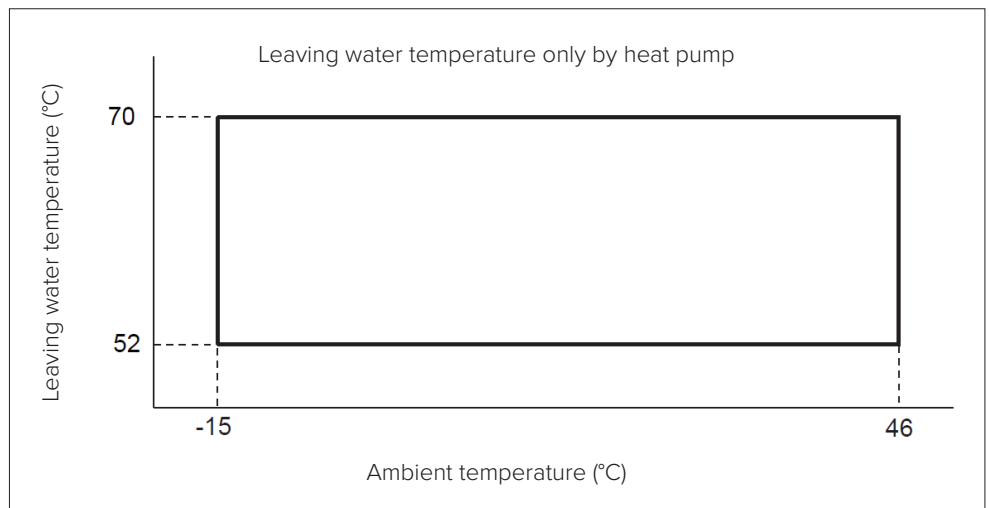 Leaving water temperature only by heat pump
Leaving water temperature (°C)
70
52
-15
46
Ambient temperature (°C)